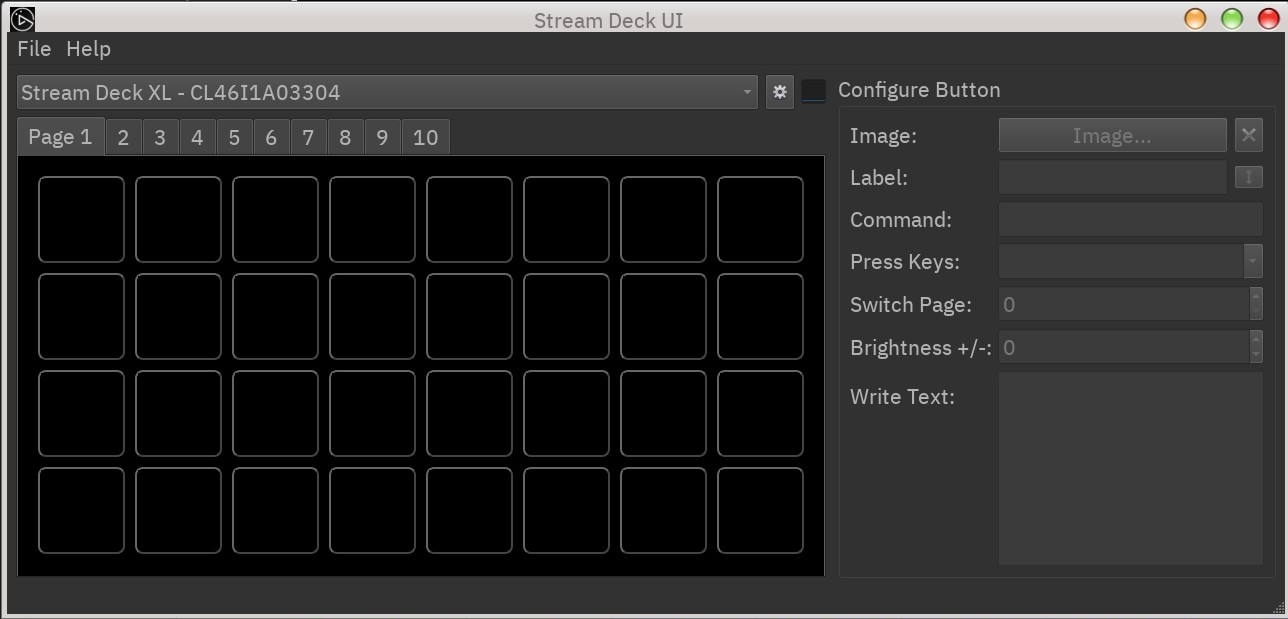 Stream Deck UI
File Help
Stream Deck XL - CL46I1A03304
Page 1 2 3 4 5 6 7 8 9 10
Configure Button
Image: Image...
Label:
Command:
Press Keys:
Switch Page: 0
Brightness +/-: 0
Write Text: